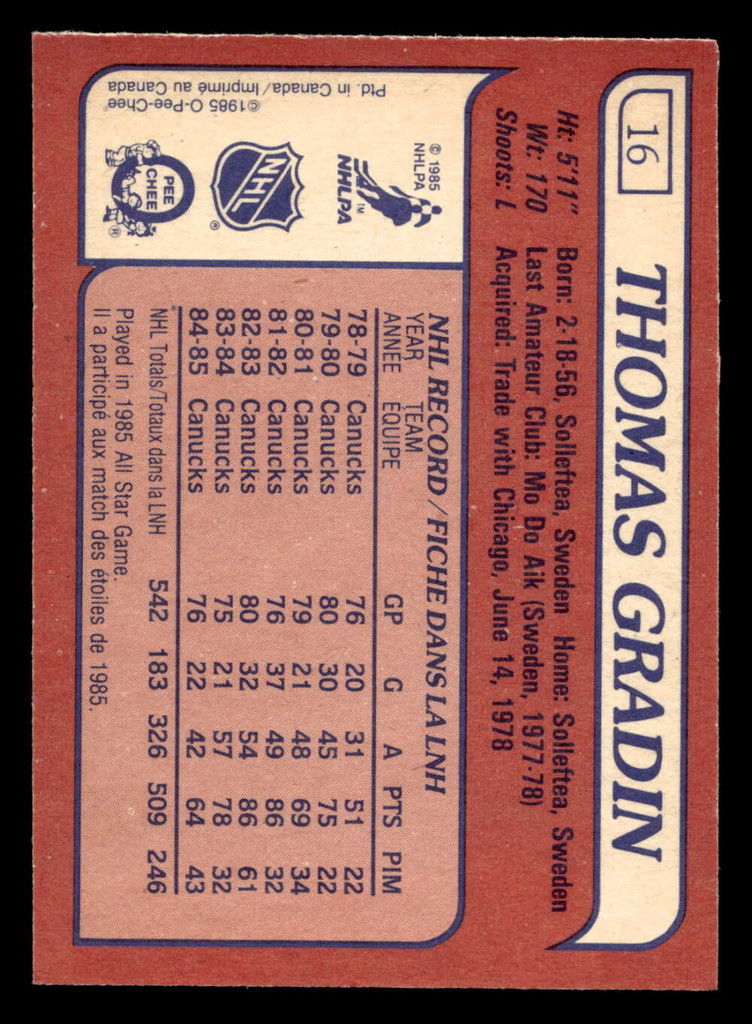 16
THOMAS GRADIN
Ht: 5'11" Born: 2-18-56, Solleftea, Sweden Home: Solleftea, Sweden
Wt: 170 Last Amateur Club: Mo Do Aik (Sweden, 1977-78)
Shoots: L Acquired: Trade with Chicago, June 14, 1978
© 1985
NHLPA
NHLPA™
NHL
®
O
PEE
CHEE
®
©1985 O-Pee-Chee
Ptd. in Canada/Imprimé au Canada
NHL RECORD / FICHE DANS LA LNH
YEAR TEAM
ANNÉE ÉQUIPE GP G A PTS PIM
78-79 Canucks 76 20 31 51 22
79-80 Canucks 80 30 45 75 22
80-81 Canucks 79 21 48 69 34
81-82 Canucks 76 37 49 86 32
82-83 Canucks 80 32 54 86 61
83-84 Canucks 75 21 57 78 32
84-85 Canucks 76 22 42 64 43
NHL Totals/Totaux dans la LNH 542 183 326 509 246
Played in 1985 All Star Game.
Il a participé aux match des étoiles de 1985.